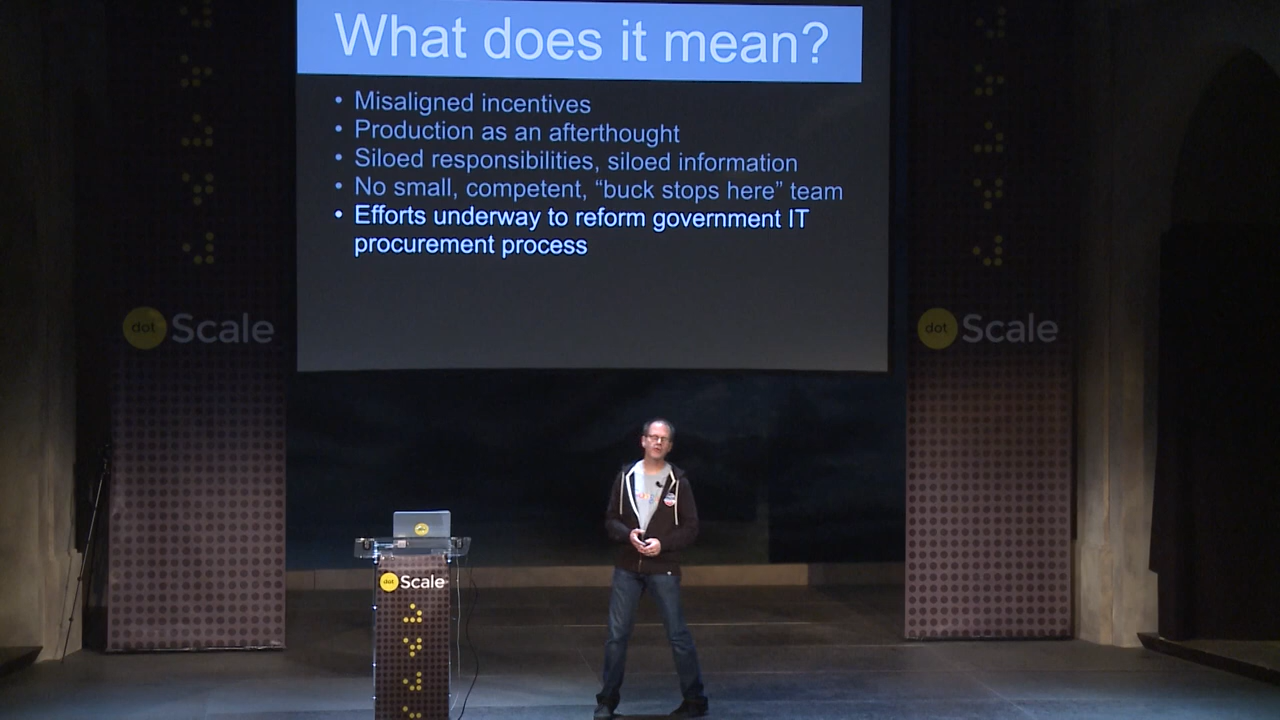 What does it mean?
• Misaligned incentives
• Production as an afterthought
• Siloed responsibilities, siloed information
• No small, competent, “buck stops here” team
• Efforts underway to reform government IT
procurement process
dot Scale
dot Scale
dot Scale